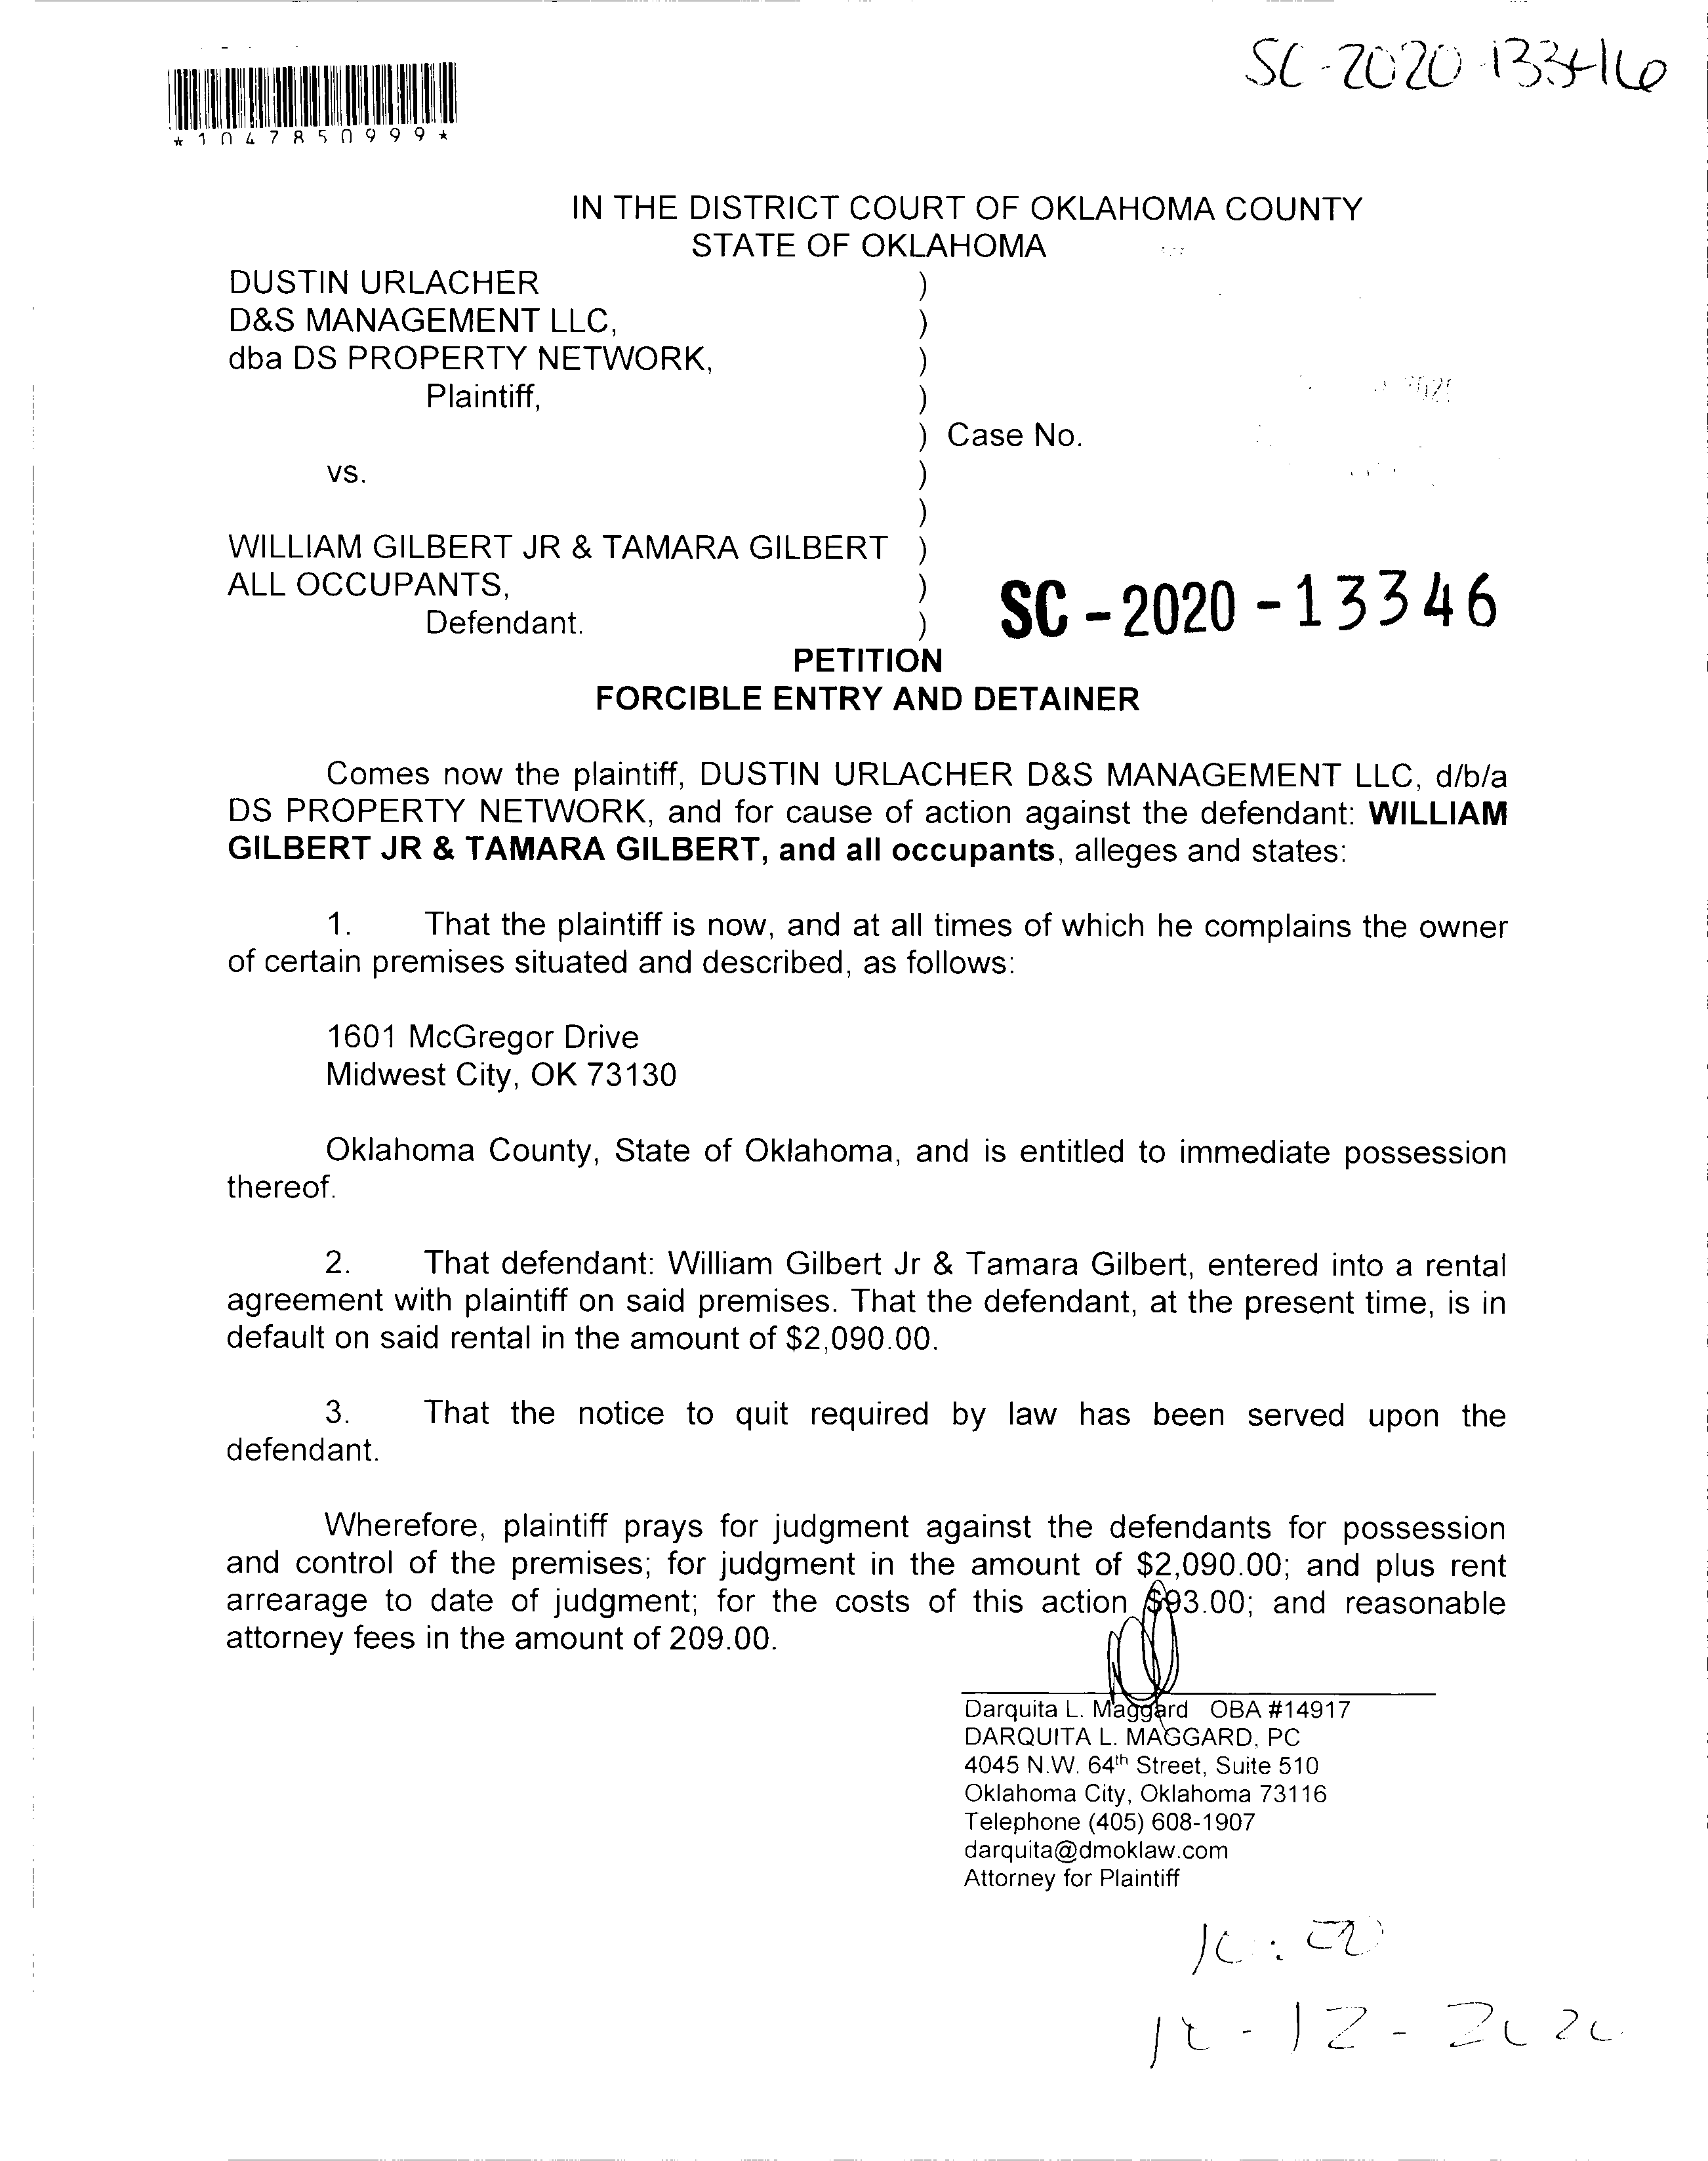 SC-2020-13346
*1047850999*
IN THE DISTRICT COURT OF OKLAHOMA COUNTY
STATE OF OKLAHOMA
DUSTIN URLACHER )
D&S MANAGEMENT LLC, )
dba DS PROPERTY NETWORK, )
Plaintiff, )
) Case No.
vs. )
)
WILLIAM GILBERT JR & TAMARA GILBERT )
ALL OCCUPANTS, ) SC-2020-13346
Defendant. )
PETITION
FORCIBLE ENTRY AND DETAINER
Comes now the plaintiff, DUSTIN URLACHER D&S MANAGEMENT LLC, d/b/a
DS PROPERTY NETWORK, and for cause of action against the defendant: WILLIAM
GILBERT JR & TAMARA GILBERT, and all occupants, alleges and states:
1. That the plaintiff is now, and at all times of which he complains the owner
of certain premises situated and described, as follows:
1601 McGregor Drive
Midwest City, OK 73130
Oklahoma County, State of Oklahoma, and is entitled to immediate possession
thereof.
2. That defendant: William Gilbert Jr & Tamara Gilbert, entered into a rental
agreement with plaintiff on said premises. That the defendant, at the present time, is in
default on said rental in the amount of $2,090.00.
3. That the notice to quit required by law has been served upon the
defendant.
Wherefore, plaintiff prays for judgment against the defendants for possession
and control of the premises; for judgment in the amount of $2,090.00; and plus rent
arrearage to date of judgment; for the costs of this action $93.00; and reasonable
attorney fees in the amount of 209.00.
Darquita L. Maggard OBA #14917
DARQUITA L. MAGGARD, PC
4045 N.W. 64th Street, Suite 510
Oklahoma City, Oklahoma 73116
Telephone (405) 608-1907
darquita@dmoklaw.com
Attorney for Plaintiff
10:00
10-12-2020